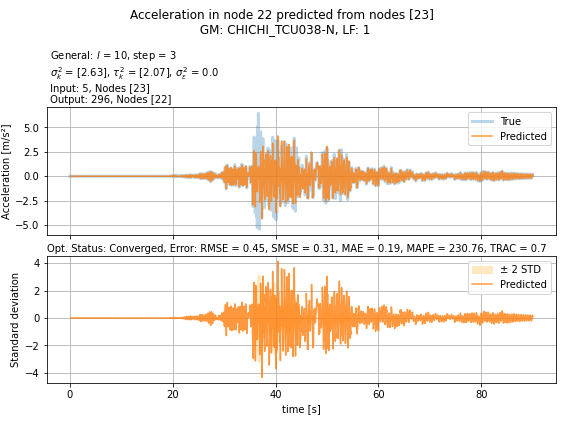 Acceleration in node 22 predicted from nodes [23]
GM: CHICHI_TCU038-N, LF: 1
General: l = 10, step = 3
σ²ₖ = [2.63], τ²ₖ = [2.07], σ²ε = 0.0
Input: 5, Nodes [23]
Output: 296, Nodes [22]
Acceleration [m/s²]
5.0
2.5
0.0
−2.5
−5.0
True
Predicted
Opt. Status: Converged, Error: RMSE = 0.45, SMSE = 0.31, MAE = 0.19, MAPE = 230.76, TRAC = 0.7
Standard deviation
4
2
0
−2
−4
± 2 STD
Predicted
0
20
40
60
80
time [s]